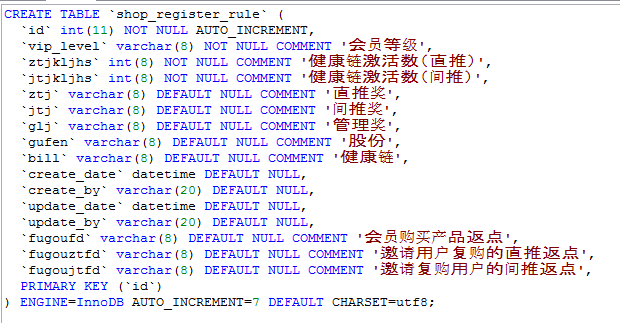 CREATE TABLE `shop_register_rule` (
  `id` int(11) NOT NULL AUTO_INCREMENT,
  `vip_level` varchar(8) NOT NULL COMMENT '会员等级',
  `ztjkljhs` int(8) NOT NULL COMMENT '健康链激活数(直推)',
  `jtjkljhs` int(8) NOT NULL COMMENT '健康链激活数(间推)',
  `ztj` varchar(8) DEFAULT NULL COMMENT '直推奖',
  `jtj` varchar(8) DEFAULT NULL COMMENT '间推奖',
  `glj` varchar(8) DEFAULT NULL COMMENT '管理奖',
  `gufen` varchar(8) DEFAULT NULL COMMENT '股份',
  `bill` varchar(8) DEFAULT NULL COMMENT '健康链',
  `create_date` datetime DEFAULT NULL,
  `create_by` varchar(20) DEFAULT NULL,
  `update_date` datetime DEFAULT NULL,
  `update_by` varchar(20) DEFAULT NULL,
  `fugoufd` varchar(8) DEFAULT NULL COMMENT '会员购买产品返点',
  `fugouztfd` varchar(8) DEFAULT NULL COMMENT '邀请用户复购的直推返点',
  `fugoujtfd` varchar(8) DEFAULT NULL COMMENT '邀请复购用户的间推返点',
  PRIMARY KEY (`id`)
) ENGINE=InnoDB AUTO_INCREMENT=7 DEFAULT CHARSET=utf8;